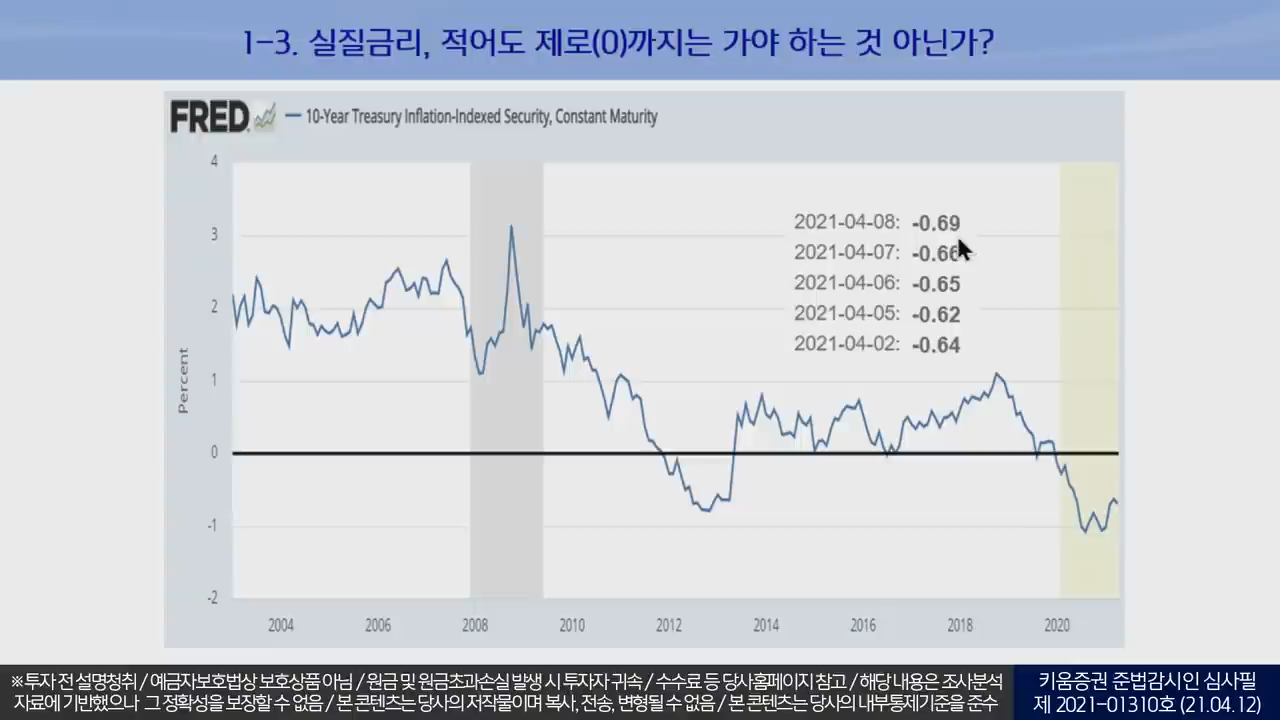 1-3. 실질금리, 적어도 제로(0)까지는 가야 하는 것 아닌가?
FRED 10-Year Treasury Inflation-Indexed Security, Constant Maturity
4
3
2
1
0
-1
-2
Percent
2021-04-08: -0.69
2021-04-07: -0.66
2021-04-06: -0.65
2021-04-05: -0.62
2021-04-02: -0.64
2004 2006 2008 2010 2012 2014 2016 2018 2020
※투자 전 설명청취 / 예금자보호법상 보호상품 아님 / 원금 및 원금초과손실 발생 시 투자자 귀속 / 수수료 등 당사홈페이지 참고 / 해당 내용은 조사분석
자료에 기반했으나 그 정확성을 보장할 수 없음 / 본 콘텐츠는 당사의 저작물이며 복사, 전송, 변형될 수 없음 / 본 콘텐츠는 당사의 내부통제기준을 준수
키움증권 준법감시인 심사필
제 2021-01310호 (21.04.12)